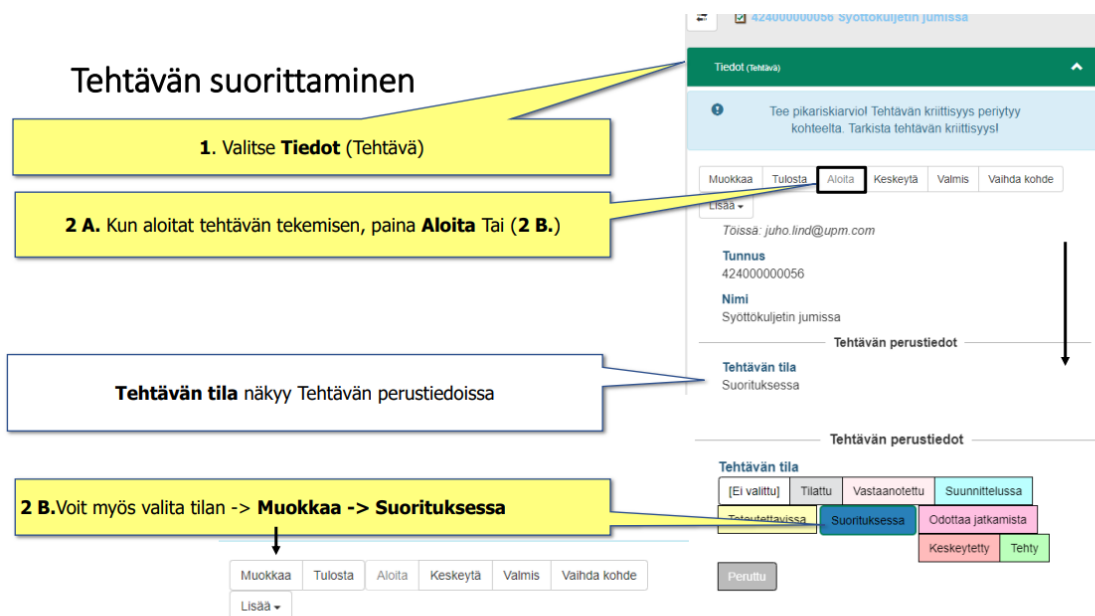 424000000056 Syöttökuljetin jumissa
Tehtävän suorittaminen
Tiedot (Tehtävä)
Tee pikariskiarvio! Tehtävän kriittisyys periytyy
kohteelta. Tarkista tehtävän kriittisyys!
1. Valitse Tiedot (Tehtävä)
Muokkaa Tulosta Aloita Keskeytä Valmis Vaihda kohde
Lisää
2 A. Kun aloitat tehtävän tekemisen, paina Aloita Tai (2 B.)
Töissä: juho.lind@upm.com
Tunnus
424000000056
Nimi
Syöttökuljetin jumissa
Tehtävän perustiedot
Tehtävän tila
Suorituksessa
Tehtävän tila näkyy Tehtävän perustiedoissa
Tehtävän perustiedot
Tehtävän tila
[Ei valittu] Tilattu Vastaanotettu Suunnittelussa
Toteutettavissa Suorituksessa Odottaa jatkamista
Keskeytetty Tehty
Peruttu
2 B.Voit myös valita tilan -> Muokkaa -> Suorituksessa
Muokkaa Tulosta Aloita Keskeytä Valmis Vaihda kohde
Lisää